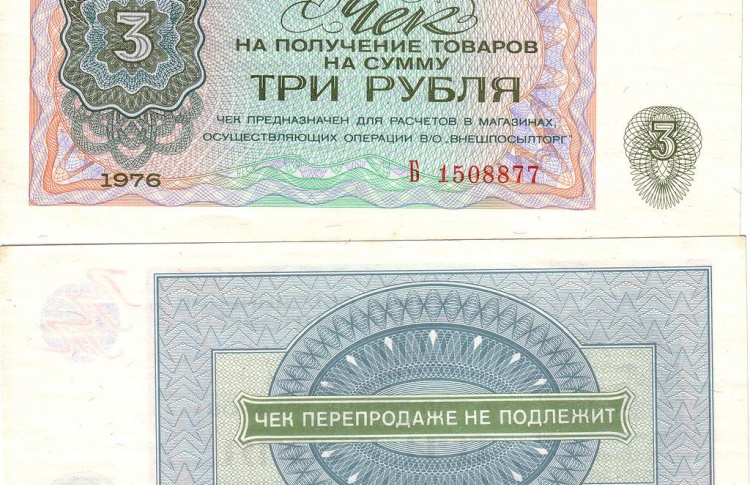 Чек
3
НА ПОЛУЧЕНИЕ ТОВАРОВ
НА СУММУ
ТРИ РУБЛЯ
ЧЕК ПРЕДНАЗНАЧЕН ДЛЯ РАСЧЕТОВ В МАГАЗИНАХ,
ОСУЩЕСТВЛЯЮЩИХ ОПЕРАЦИИ В/О „ВНЕШПОСЫЛТОРГ"
3
1976
Б 1508877
ЧЕК ПЕРЕПРОДАЖЕ НЕ ПОДЛЕЖИТ